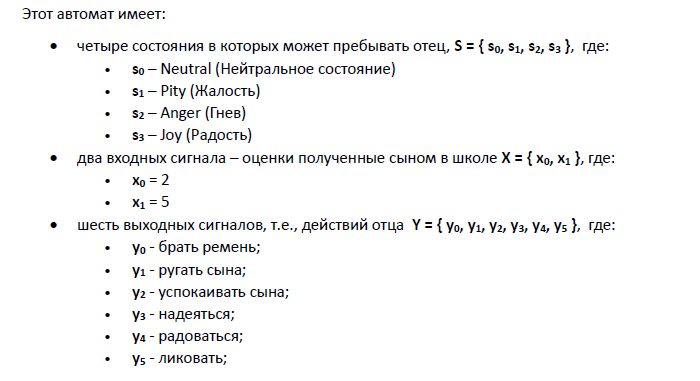 Этот автомат имеет:
• четыре состояния в которых может пребывать отец, S = { s0, s1, s2, s3 }, где:
• s0 – Neutral (Нейтральное состояние)
• s1 – Pity (Жалость)
• s2 – Anger (Гнев)
• s3 – Joy (Радость)
• два входных сигнала – оценки полученные сыном в школе X = { x0, x1 }, где:
• x0 = 2
• x1 = 5
• шесть выходных сигналов, т.е., действий отца Y = { y0, y1, y2, y3, y4, y5 }, где:
• y0 - брать ремень;
• y1 - ругать сына;
• y2 - успокаивать сына;
• y3 - надеяться;
• y4 - радоваться;
• y5 - ликовать;